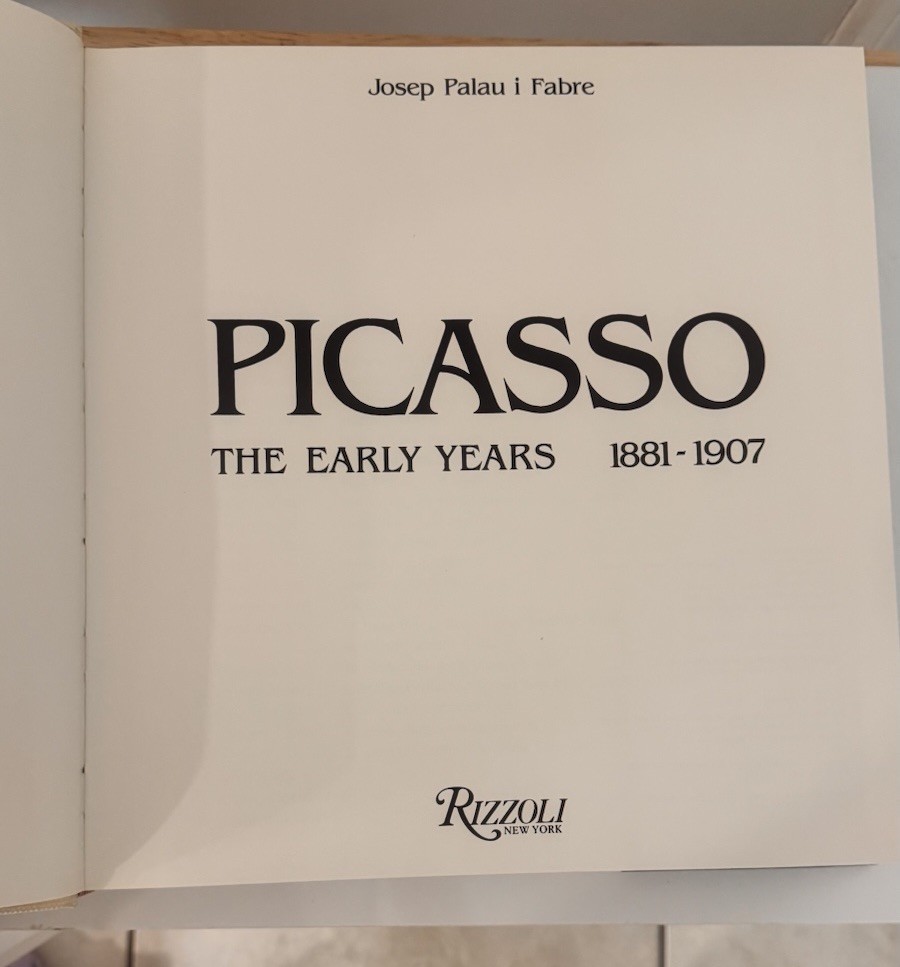 Josep Palau i Fabre
PICASSO
THE EARLY YEARS 1881-1907
RIZZOLI
NEW YORK